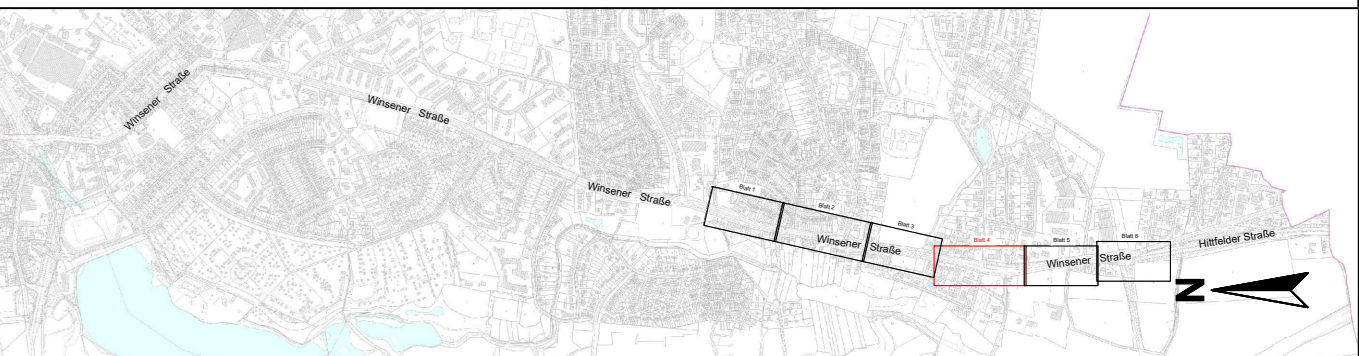 Winsener Straße
Winsener Straße
Winsener Straße
Blatt 1
Blatt 2
Blatt 3
Winsener Straße
Blatt 4
Blatt 5
Blatt 6
Winsener Straße
Hittfelder Straße
N